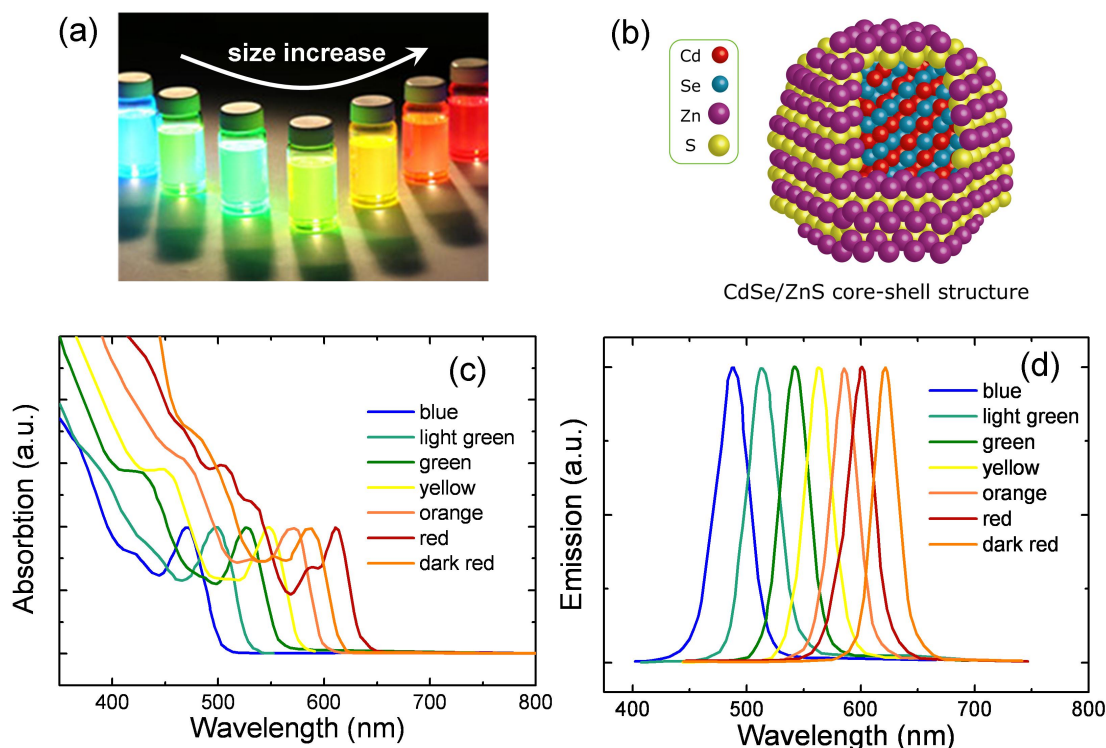 (a)
size increase
(b)
Cd
Se
Zn
S
CdSe/ZnS core-shell structure
(c)
blue
light green
green
yellow
orange
red
dark red
Absorbtion (a.u.)
400 500 600 700 800
Wavelength (nm)
(d)
blue
light green
green
yellow
orange
red
dark red
Emission (a.u.)
400 500 600 700 800
Wavelength (nm)